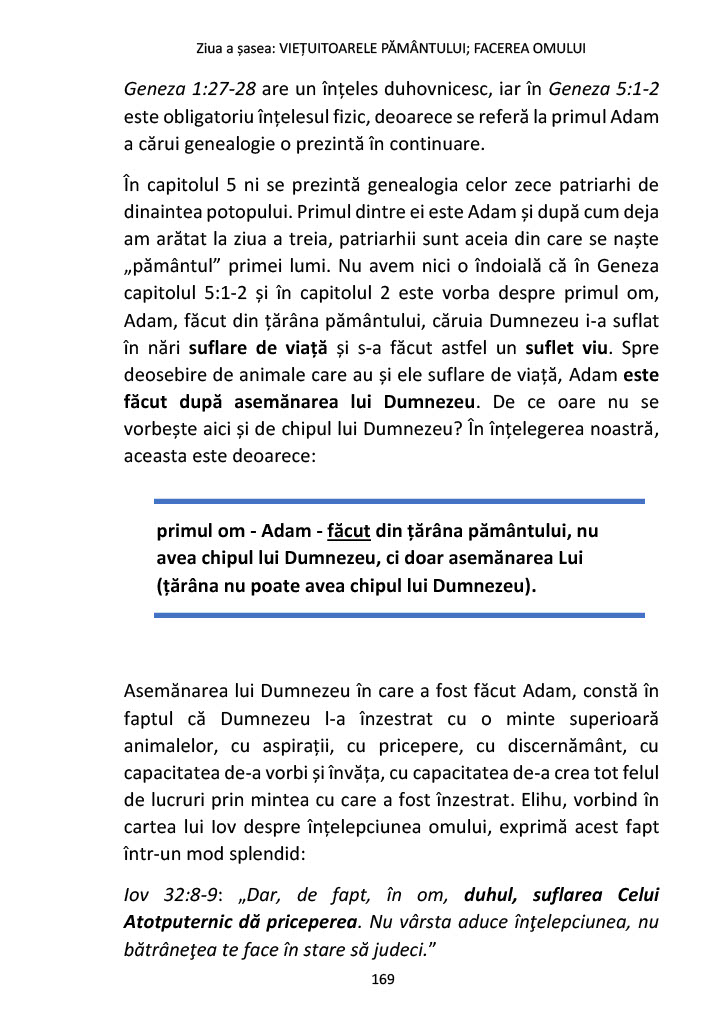 Ziua a șasea: VIEȚUITOARELE PĂMÂNTULUI; FACEREA OMULUI
Geneza 1:27-28 are un înțeles duhovnicesc, iar în Geneza 5:1-2
este obligatoriu înțelesul fizic, deoarece se referă la primul Adam
a cărui genealogie o prezintă în continuare.
În capitolul 5 ni se prezintă genealogia celor zece patriarhi de
dinaintea potopului. Primul dintre ei este Adam și după cum deja
am arătat la ziua a treia, patriarhii sunt aceia din care se naște
„pământul” primei lumi. Nu avem nici o îndoială că în Geneza
capitolul 5:1-2 și în capitolul 2 este vorba despre primul om,
Adam, făcut din țărâna pământului, căruia Dumnezeu i-a suflat
în nări suflare de viață și s-a făcut astfel un suflet viu. Spre
deosebire de animale care au și ele suflare de viață, Adam este
făcut după asemănarea lui Dumnezeu. De ce oare nu se
vorbește aici și de chipul lui Dumnezeu? În înțelegerea noastră,
aceasta este deoarece:
primul om - Adam - făcut din țărâna pământului, nu
avea chipul lui Dumnezeu, ci doar asemănarea Lui
(țărâna nu poate avea chipul lui Dumnezeu).
Asemănarea lui Dumnezeu în care a fost făcut Adam, constă în
faptul că Dumnezeu l-a înzestrat cu o minte superioară
animalelor, cu aspirații, cu pricepere, cu discernământ, cu
capacitatea de-a vorbi și învăța, cu capacitatea de-a crea tot felul
de lucruri prin mintea cu care a fost înzestrat. Elihu, vorbind în
cartea lui Iov despre înțelepciunea omului, exprimă acest fapt
într-un mod splendid:
Iov 32:8-9: „Dar, de fapt, în om, duhul, suflarea Celui
Atotputernic dă priceperea. Nu vârsta aduce înţelepciunea, nu
bătrâneţea te face în stare să judeci.”
169